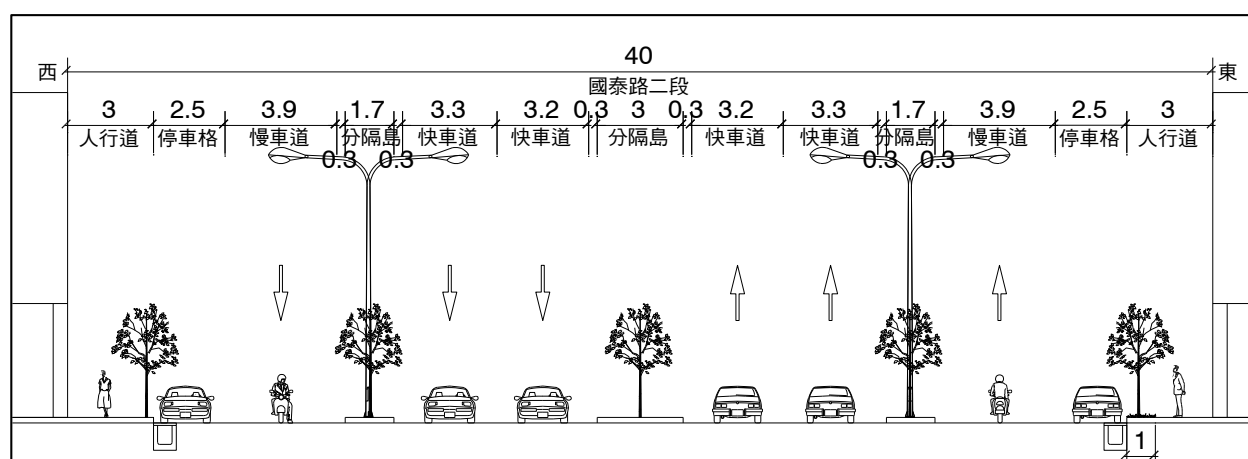 40
西 東
國泰路二段
3 2.5 3.9 1.7 3.3 3.2 0.3 3 0.3 3.2 3.3 1.7 3.9 2.5 3
人行道 停車格 慢車道 分隔島 快車道 快車道 分隔島 快車道 快車道 分隔島 慢車道 停車格 人行道
0.3 0.3 0.3 0.3
1